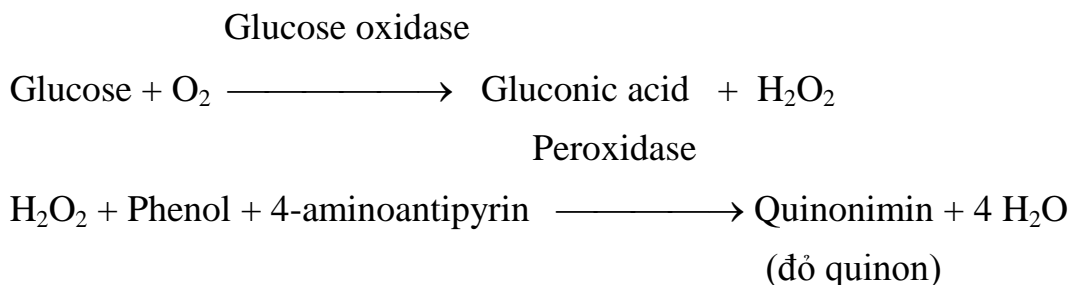 Glucose oxidase
Glucose + O₂ ⟶ Gluconic acid + H₂O₂
Peroxidase
H₂O₂ + Phenol + 4-aminoantipyrin ⟶ Quinonimin + 4 H₂O
(đỏ quinon)